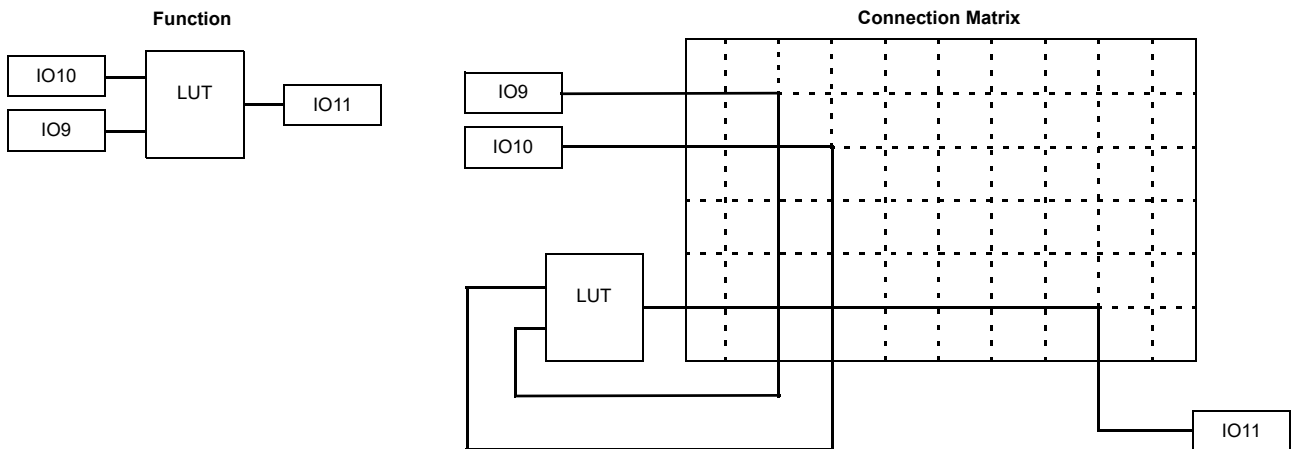 Function
IO10
IO9
LUT
IO11
Connection Matrix
IO9
IO10
LUT
IO11